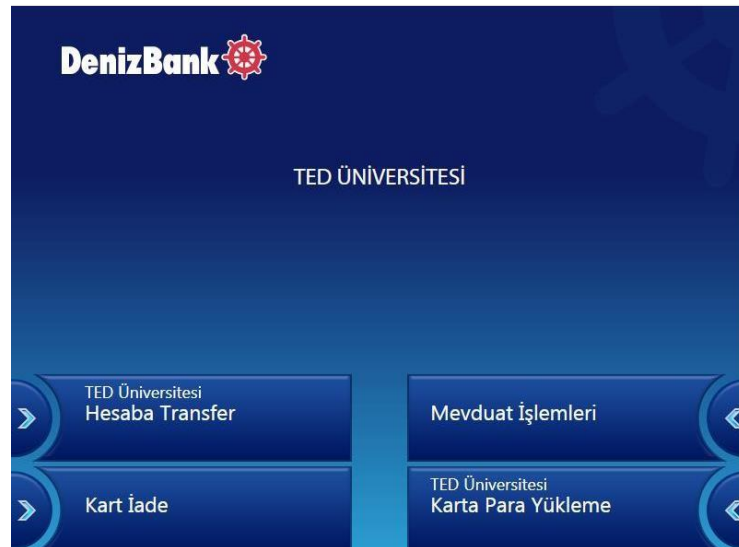 DenizBank
TED ÜNİVERSİTESİ
TED Üniversitesi
Hesaba Transfer
Mevduat İşlemleri
Kart İade
TED Üniversitesi
Karta Para Yükleme